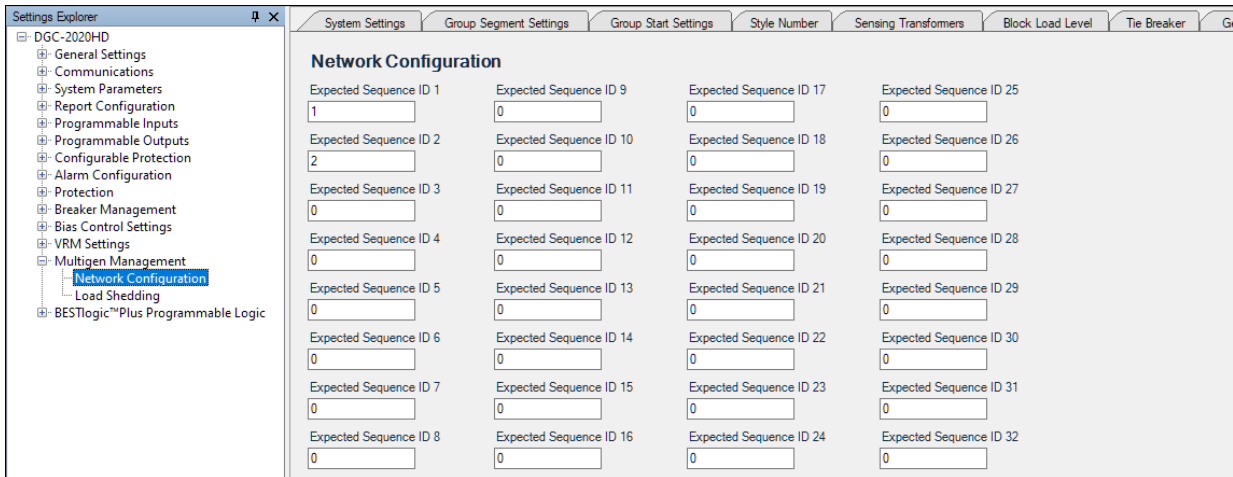 Settings Explorer
DGC-2020HD
General Settings
Communications
System Parameters
Report Configuration
Programmable Inputs
Programmable Outputs
Configurable Protection
Alarm Configuration
Protection
Breaker Management
Bias Control Settings
VRM Settings
Multigen Management
Network Configuration
Load Shedding
BESTlogic™Plus Programmable Logic
System Settings Group Segment Settings Group Start Settings Style Number Sensing Transformers Block Load Level Tie Breaker
Network Configuration
Expected Sequence ID 1 Expected Sequence ID 9 Expected Sequence ID 17 Expected Sequence ID 25
1 0 0 0
Expected Sequence ID 2 Expected Sequence ID 10 Expected Sequence ID 18 Expected Sequence ID 26
2 0 0 0
Expected Sequence ID 3 Expected Sequence ID 11 Expected Sequence ID 19 Expected Sequence ID 27
0 0 0 0
Expected Sequence ID 4 Expected Sequence ID 12 Expected Sequence ID 20 Expected Sequence ID 28
0 0 0 0
Expected Sequence ID 5 Expected Sequence ID 13 Expected Sequence ID 21 Expected Sequence ID 29
0 0 0 0
Expected Sequence ID 6 Expected Sequence ID 14 Expected Sequence ID 22 Expected Sequence ID 30
0 0 0 0
Expected Sequence ID 7 Expected Sequence ID 15 Expected Sequence ID 23 Expected Sequence ID 31
0 0 0 0
Expected Sequence ID 8 Expected Sequence ID 16 Expected Sequence ID 24 Expected Sequence ID 32
0 0 0 0